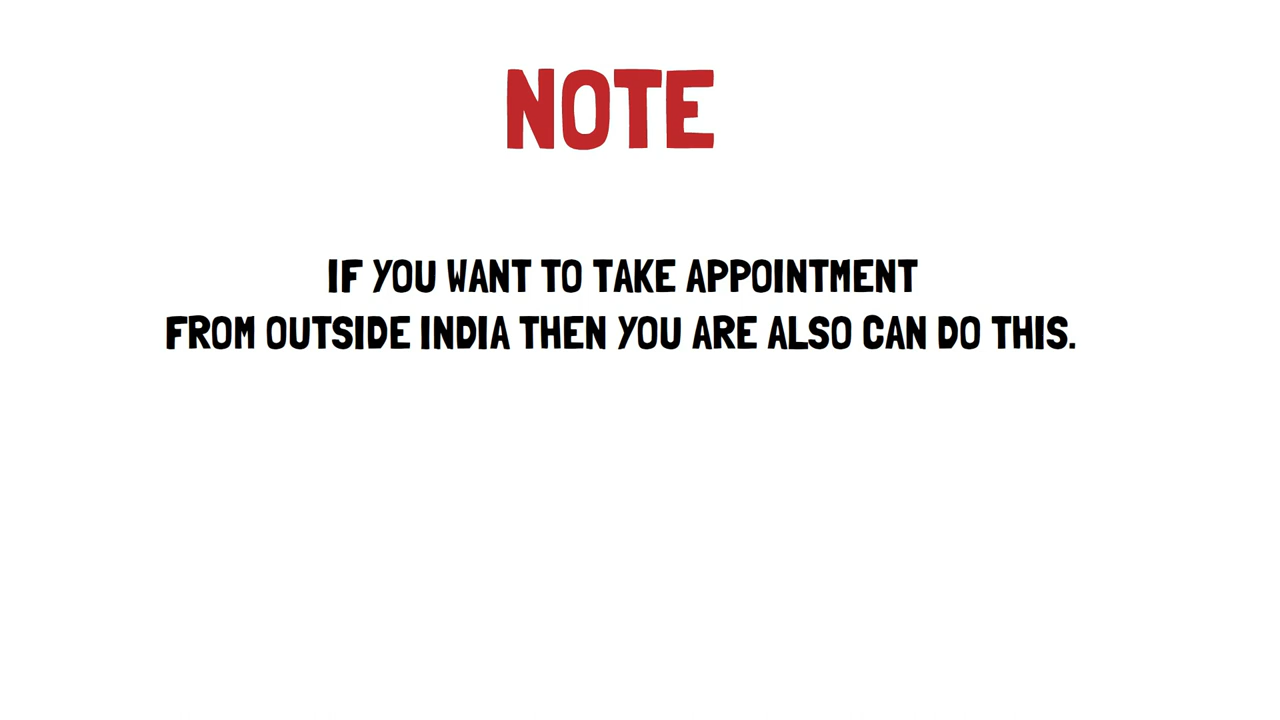 NOTE
IF YOU WANT TO TAKE APPOINTMENT
FROM OUTSIDE INDIA THEN YOU ARE ALSO CAN DO THIS.